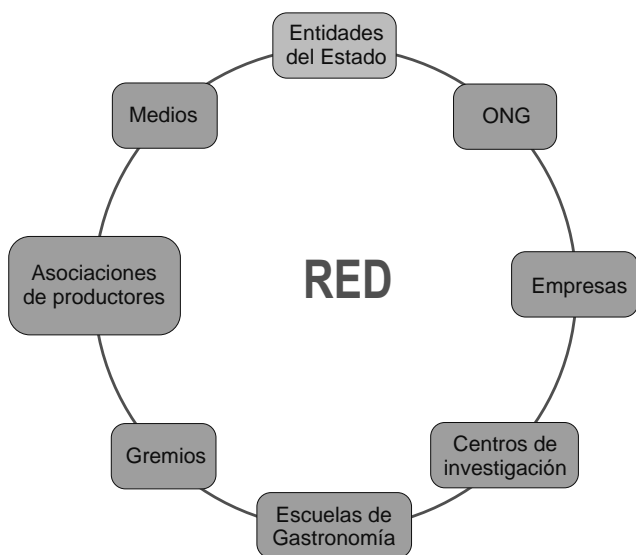 Entidades
del Estado
Medios
ONG
Asociaciones
de productores
RED
Empresas
Gremios
Centros de
investigación
Escuelas de
Gastronomía